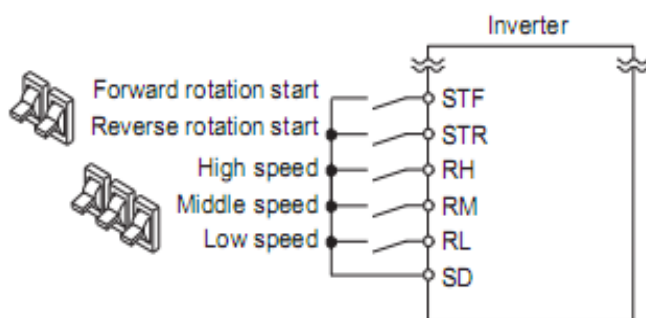 Inverter
Forward rotation start STF
Reverse rotation start STR
High speed RH
Middle speed RM
Low speed RL
SD